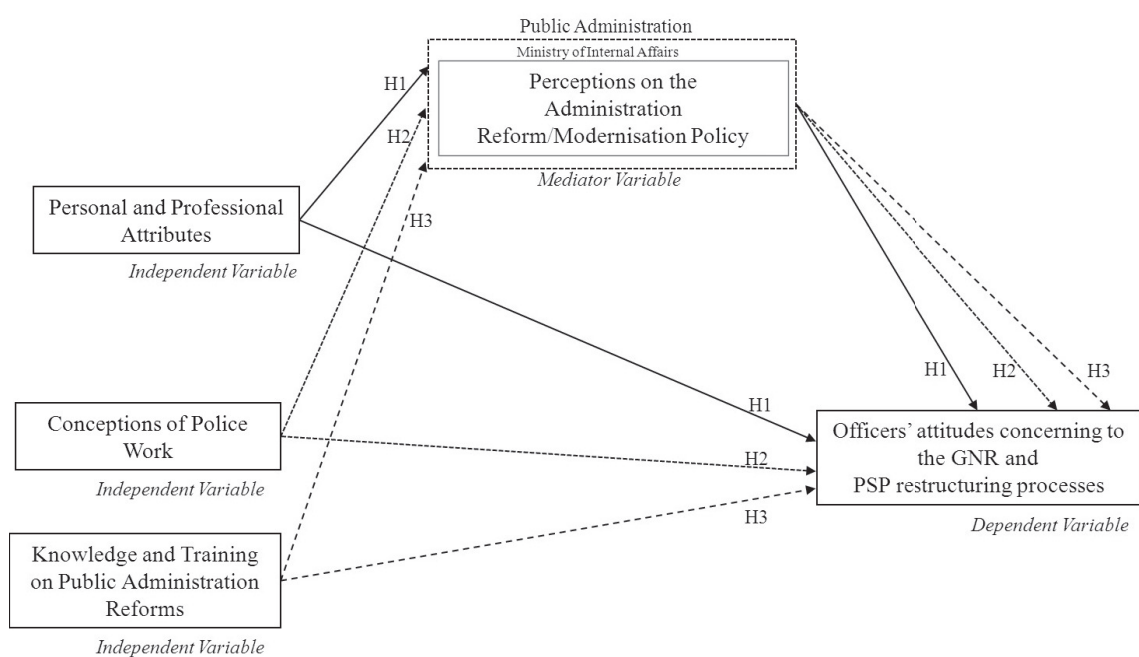 Public Administration
Ministry of Internal Affairs
Perceptions on the
Administration
Reform/Modernisation Policy
Mediator Variable
H1
H2
H3
Personal and Professional
Attributes
Independent Variable
H1
H2
H3
H1
Conceptions of Police
Work
Independent Variable
H2
Officers’ attitudes concerning to
the GNR and
PSP restructuring processes
Dependent Variable
H3
Knowledge and Training
on Public Administration
Reforms
Independent Variable